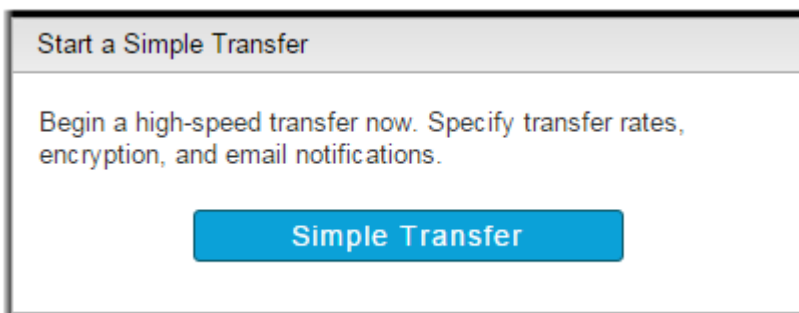 Start a Simple Transfer
Begin a high-speed transfer now. Specify transfer rates,
encryption, and email notifications.
Simple Transfer